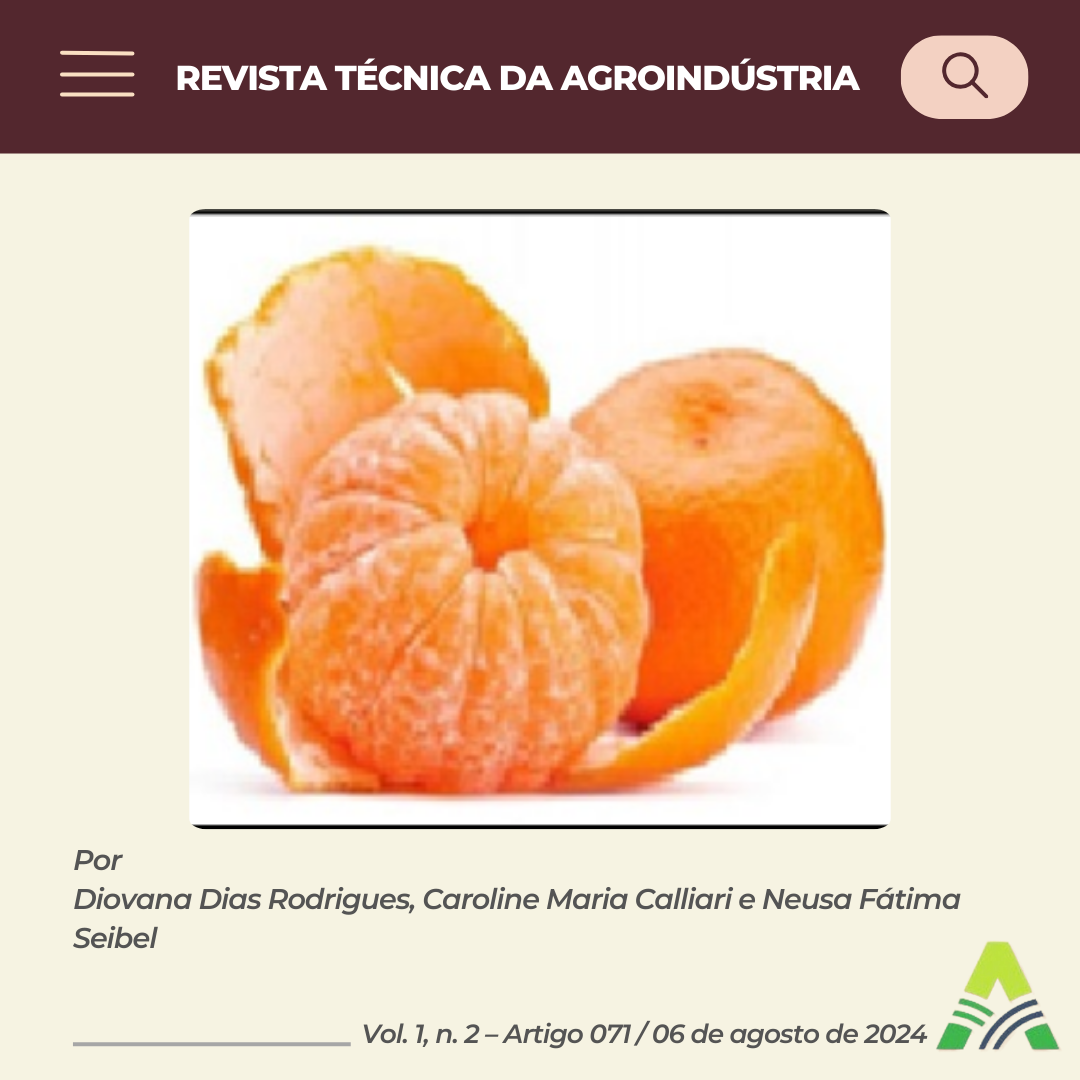 REVISTA TÉCNICA DA AGROINDÚSTRIA
Por
Diovana Dias Rodrigues, Caroline Maria Calliari e Neusa Fátima
Seibel
Vol. 1, n. 2 – Artigo 071 / 06 de agosto de 2024